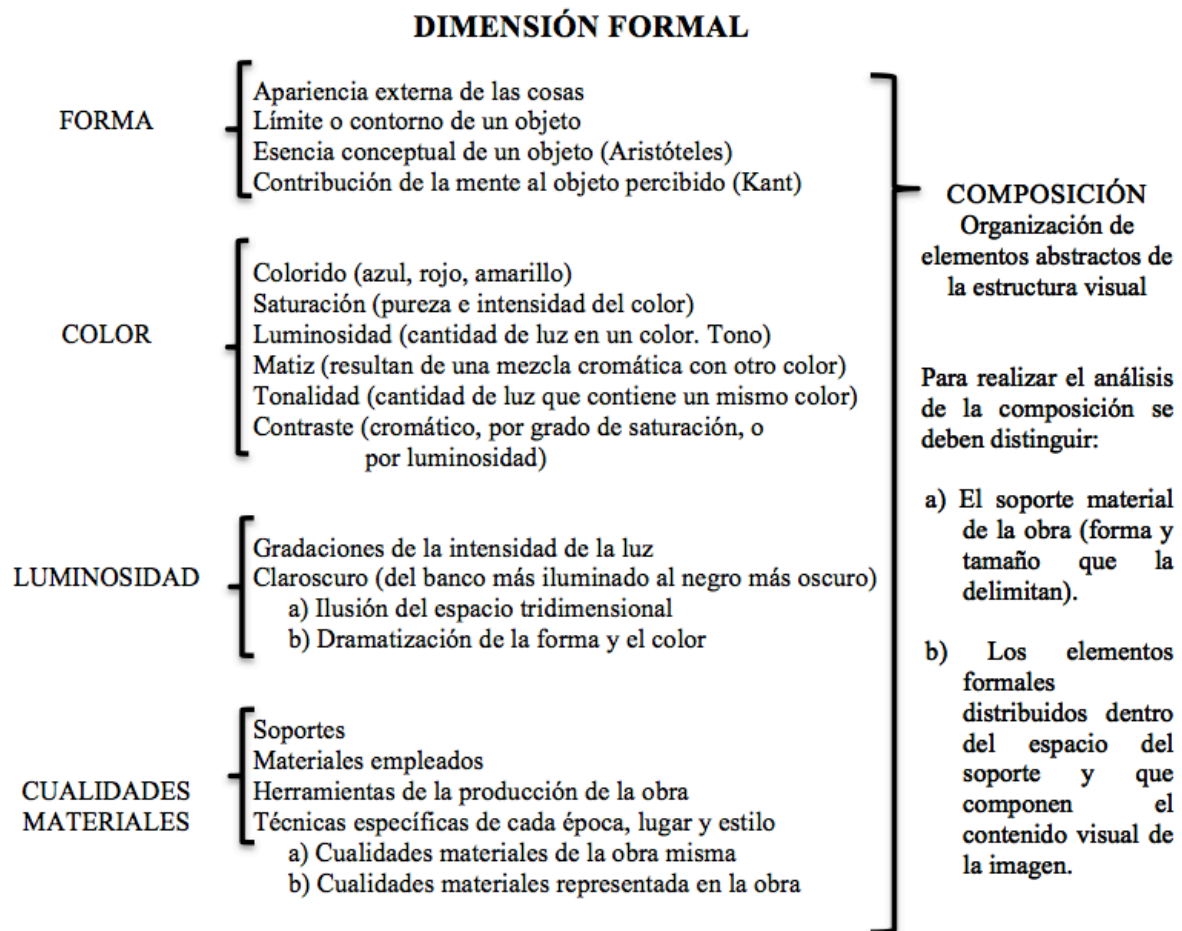 DIMENSIÓN FORMAL
FORMA
Apariencia externa de las cosas
Límite o contorno de un objeto
Esencia conceptual de un objeto (Aristóteles)
Contribución de la mente al objeto percibido (Kant)
COLOR
Colorido (azul, rojo, amarillo)
Saturación (pureza e intensidad del color)
Luminosidad (cantidad de luz en un color. Tono)
Matiz (resultan de una mezcla cromática con otro color)
Tonalidad (cantidad de luz que contiene un mismo color)
Contraste (cromático, por grado de saturación, o
por luminosidad)
LUMINOSIDAD
Gradaciones de la intensidad de la luz
Claroscuro (del banco más iluminado al negro más oscuro)
a) Ilusión del espacio tridimensional
b) Dramatización de la forma y el color
CUALIDADES
MATERIALES
Soportes
Materiales empleados
Herramientas de la producción de la obra
Técnicas específicas de cada época, lugar y estilo
a) Cualidades materiales de la obra misma
b) Cualidades materiales representada en la obra
COMPOSICIÓN
Organización de
elementos abstractos de
la estructura visual
Para realizar el análisis
de la composición se
deben distinguir:
a) El soporte material
de la obra (forma y
tamaño que la
delimitan).
b) Los elementos
formales
distribuidos dentro
del espacio del
soporte y que
componen el
contenido visual de
la imagen.